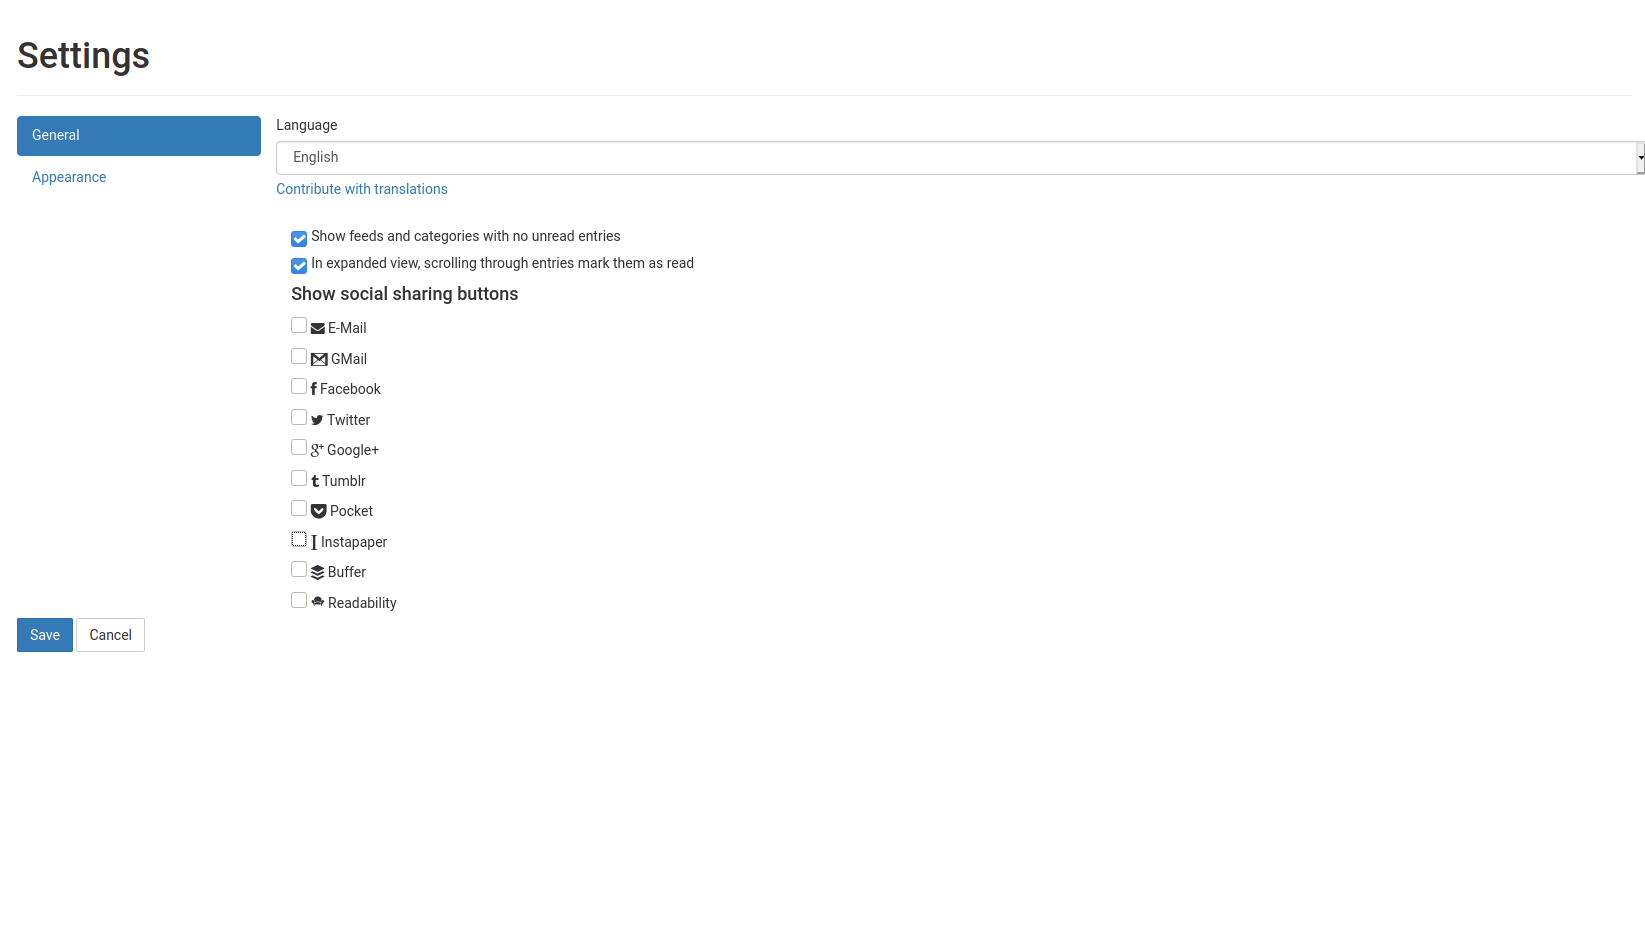 Settings
General
Appearance
Language
English
Contribute with translations
Show feeds and categories with no unread entries
In expanded view, scrolling through entries mark them as read
Show social sharing buttons
E-Mail
GMail
Facebook
Twitter
Google+
Tumblr
Pocket
Instapaper
Buffer
Readability
Save Cancel